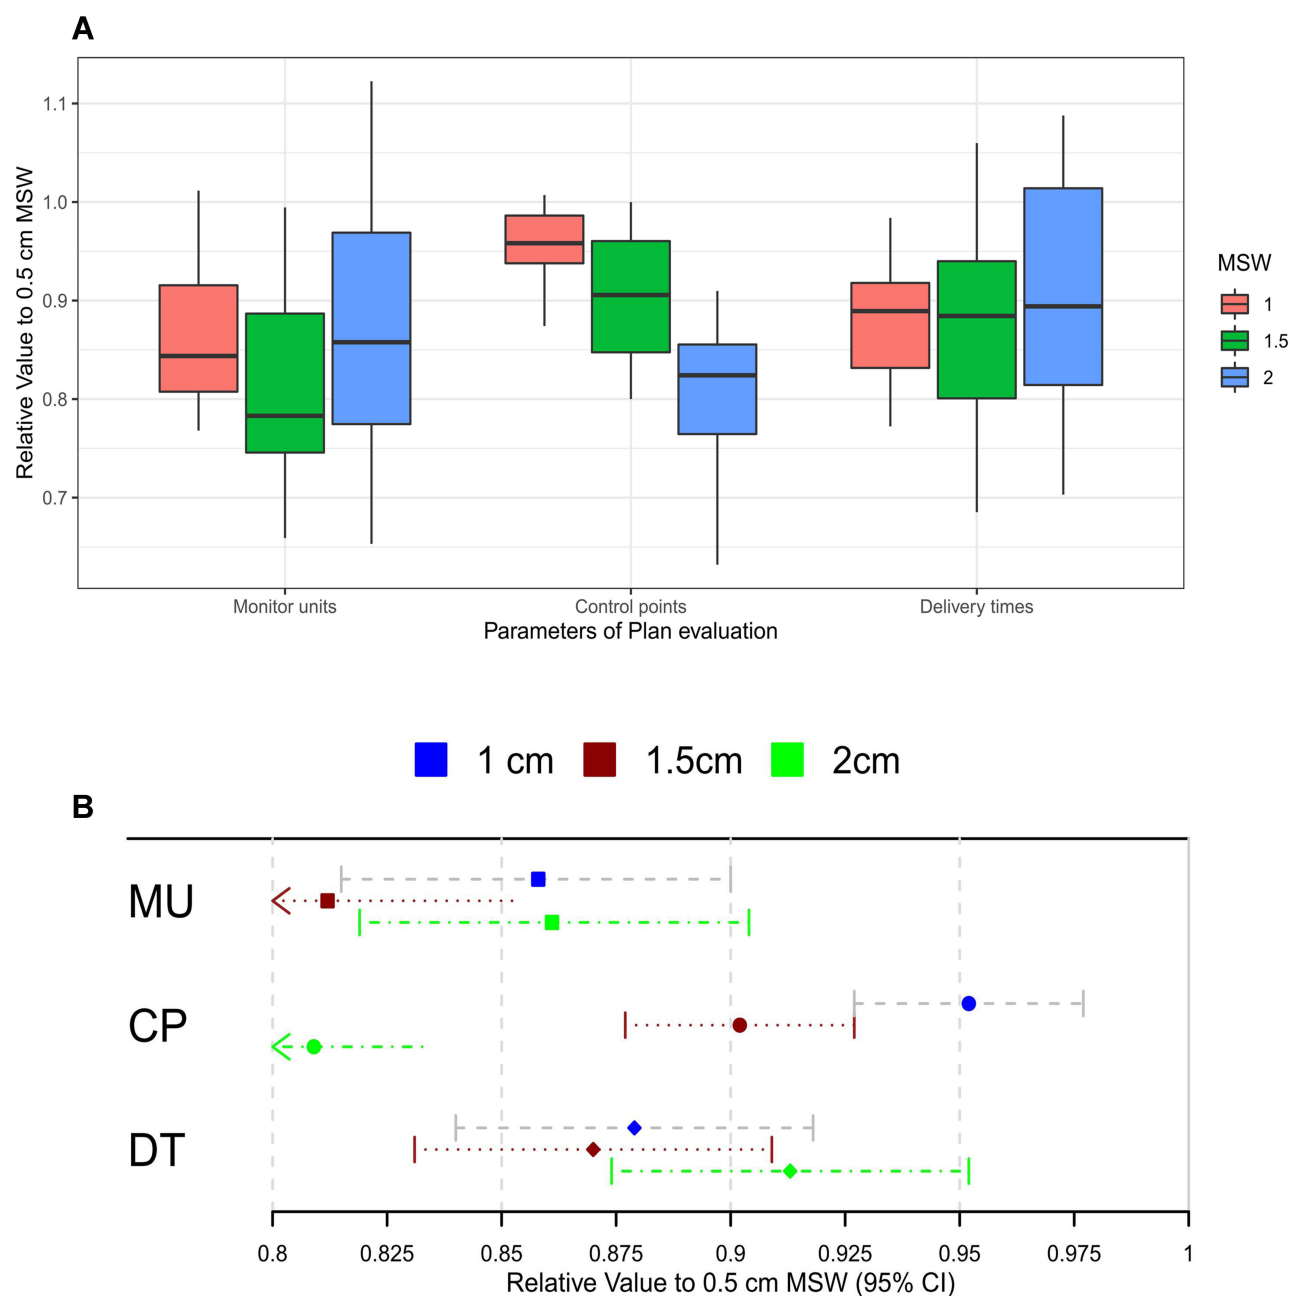 A
Relative Value to 0.5 cm MSW
1.1
1.0
0.9
0.8
0.7
Monitor units Control points Delivery times
Parameters of Plan evaluation
MSW
1
1.5
2
1 cm 1.5cm 2cm
B
MU
CP
DT
0.8 0.825 0.85 0.875 0.9 0.925 0.95 0.975 1
Relative Value to 0.5 cm MSW (95% CI)